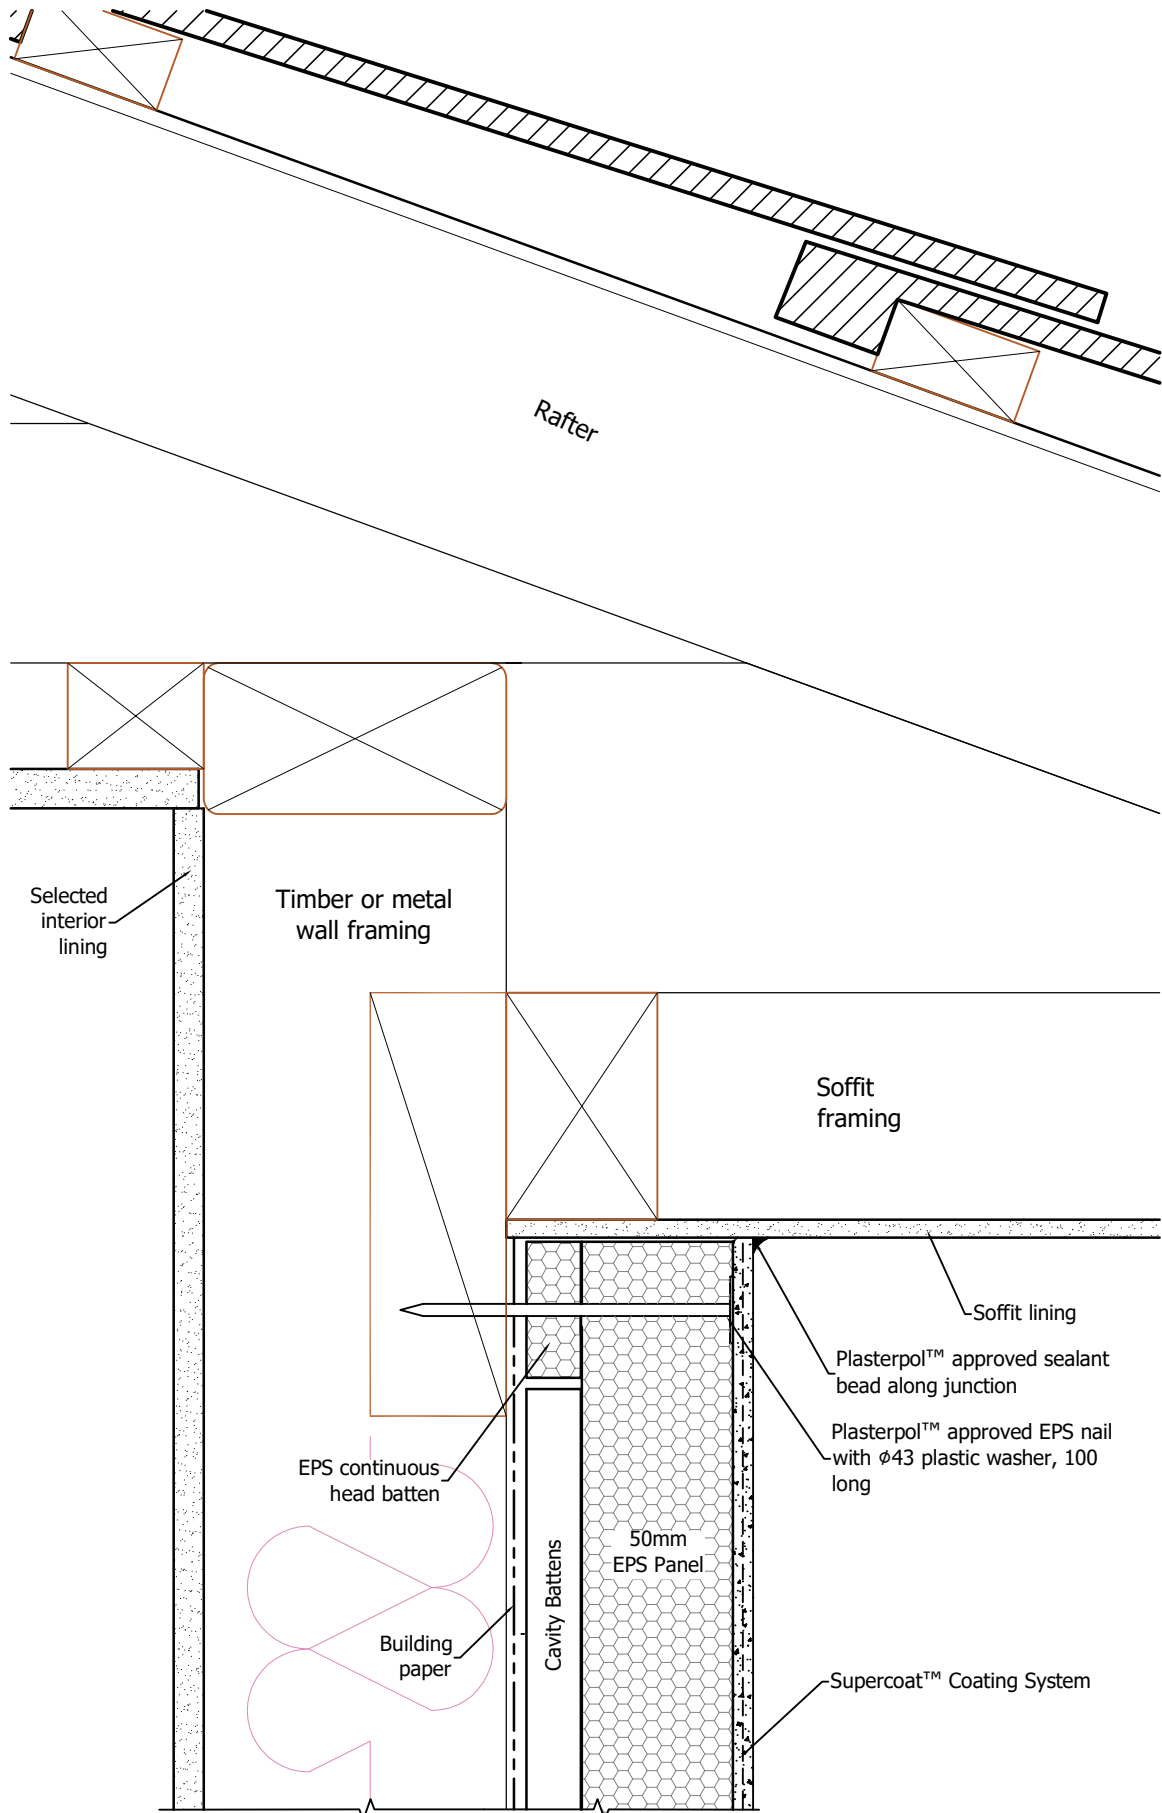 Rafter
Selected
interior
lining
Timber or metal
wall framing
Soffit
framing
Soffit lining
Plasterpol™ approved sealant
bead along junction
Plasterpol™ approved EPS nail
with ø43 plastic washer, 100
long
EPS continuous
head batten
50mm
EPS Panel
Cavity Battens
Building
paper
Supercoat™ Coating System